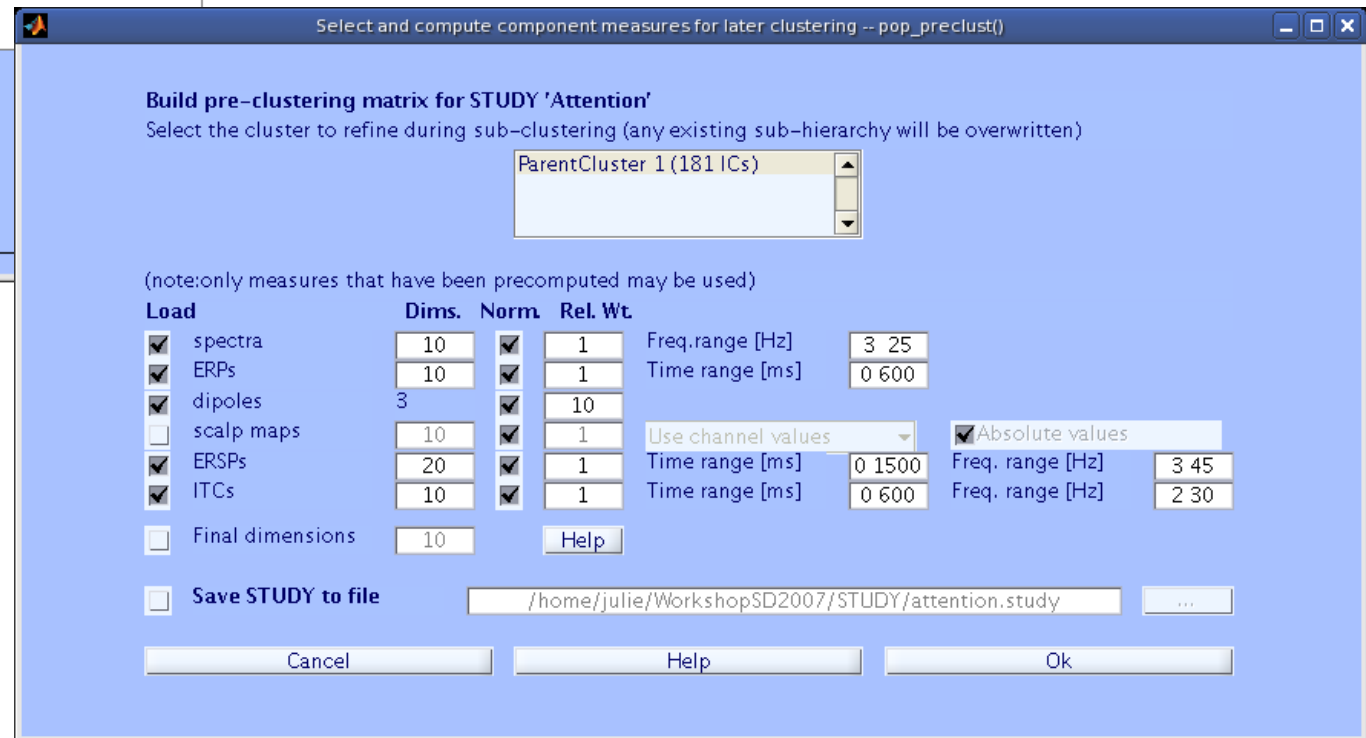 Select and compute component measures for later clustering -- pop_preclust()
Build pre-clustering matrix for STUDY 'Attention'
Select the cluster to refine during sub-clustering (any existing sub-hierarchy will be overwritten)
ParentCluster 1 (181 ICs)
(note:only measures that have been precomputed may be used)
Load Dims. Norm. Rel. Wt.
spectra 10 1 Freq.range [Hz] 3 25
ERPs 10 1 Time range [ms] 0 600
dipoles 3 10
scalp maps 10 1 Use channel values Absolute values
ERSPs 20 1 Time range [ms] 0 1500 Freq. range [Hz] 3 45
ITCs 10 1 Time range [ms] 0 600 Freq. range [Hz] 2 30
Final dimensions 10 Help
Save STUDY to file /home/julie/WorkshopSD2007/STUDY/attention.study ...
Cancel Help Ok